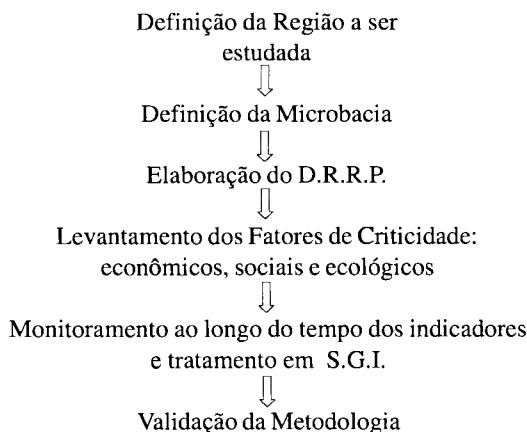 Definição da Região a ser
estudada
Definição da Microbacia
Elaboração do D.R.R.P.
Levantamento dos Fatores de Criticidade:
econômicos, sociais e ecológicos
Monitoramento ao longo do tempo dos indicadores
e tratamento em S.G.I.
Validação da Metodologia